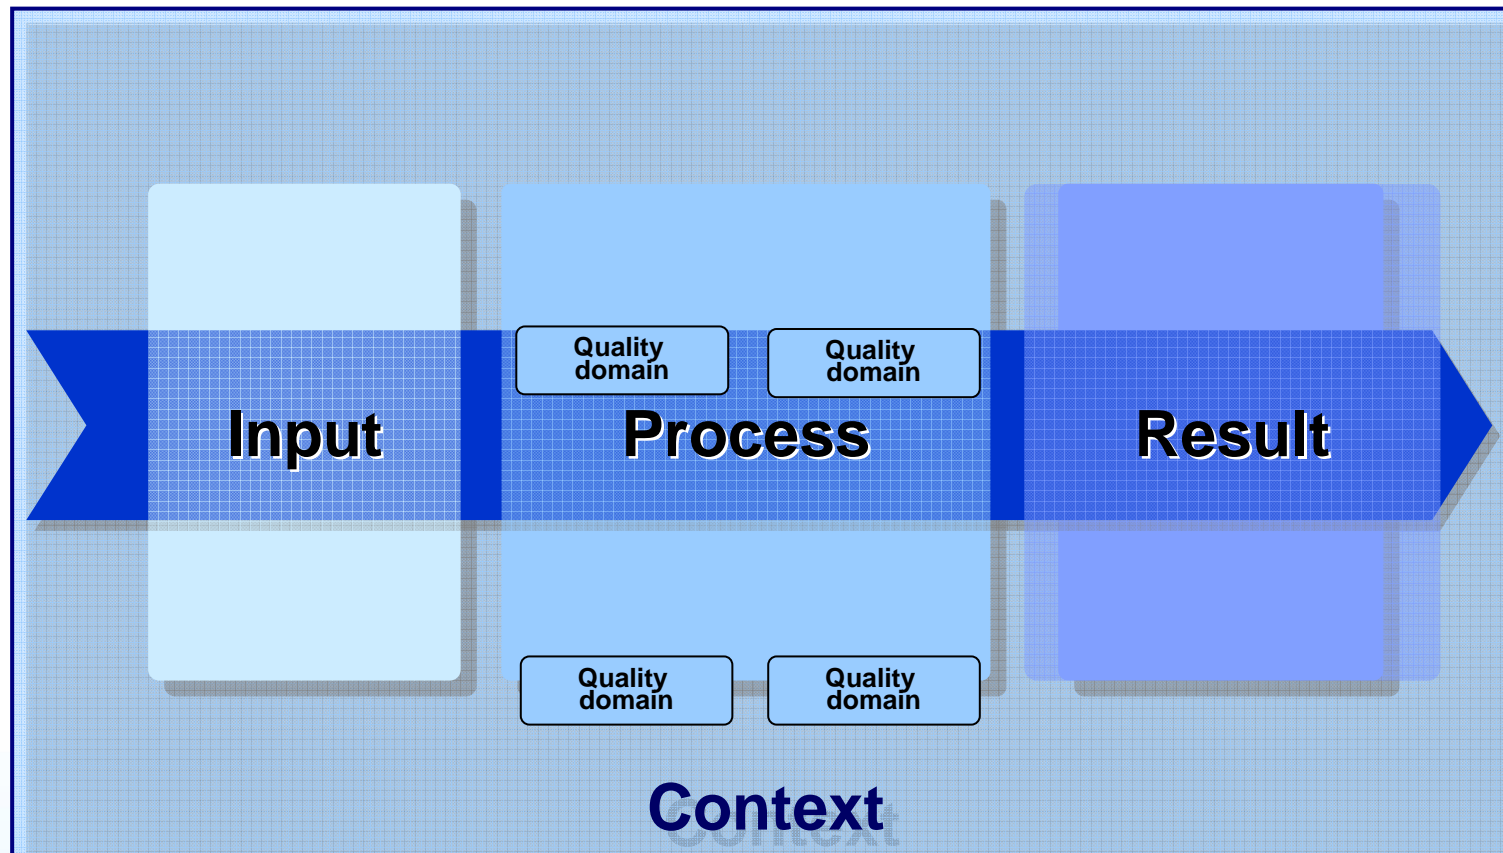 Quality
domain
Quality
domain
Input
Process
Result
Quality
domain
Quality
domain
Context